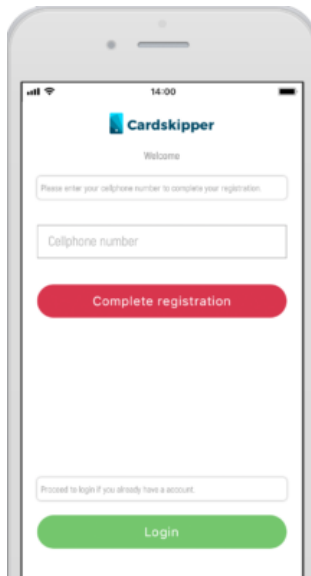 14:00
Cardskipper
Welcome
Please enter your cellphone number to complete your registration.
Cellphone number
Complete registration
Proceed to login if you already have a account
Login